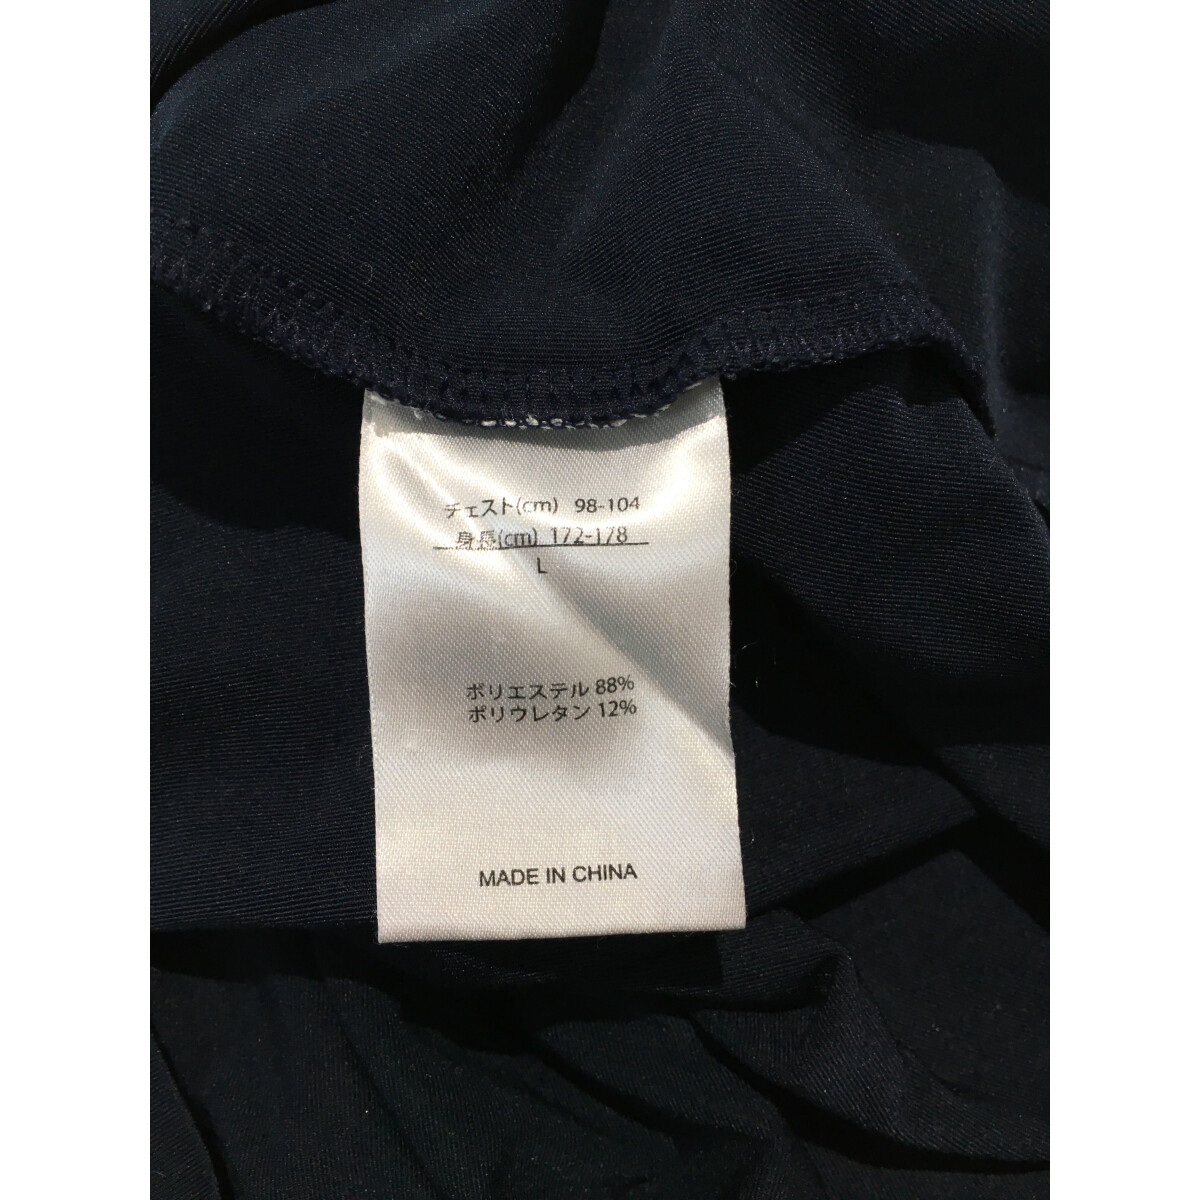 チェスト(cm) 98-104
身長(cm) 172-178
L
ポリエステル 88%
ポリウレタン 12%
MADE IN CHINA